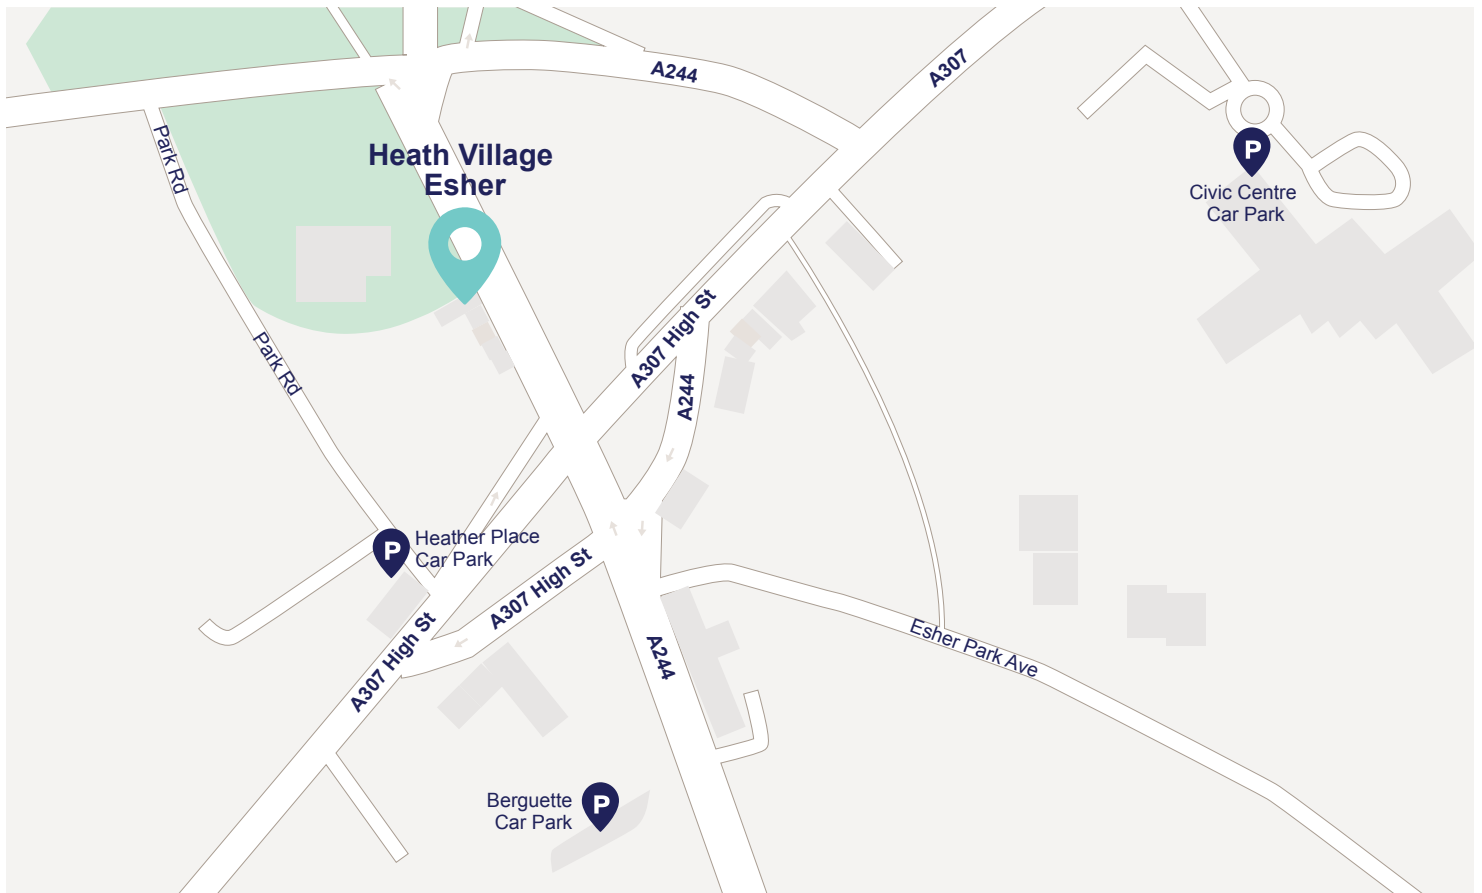 A244
A307
Park Rd
Heath Village
Esher
P
Civic Centre
Car Park
A307 High St
Park Rd
A244
P
Heather Place
Car Park
A307 High St
A307 High St
A244
Esher Park Ave
P
Berguette
Car Park